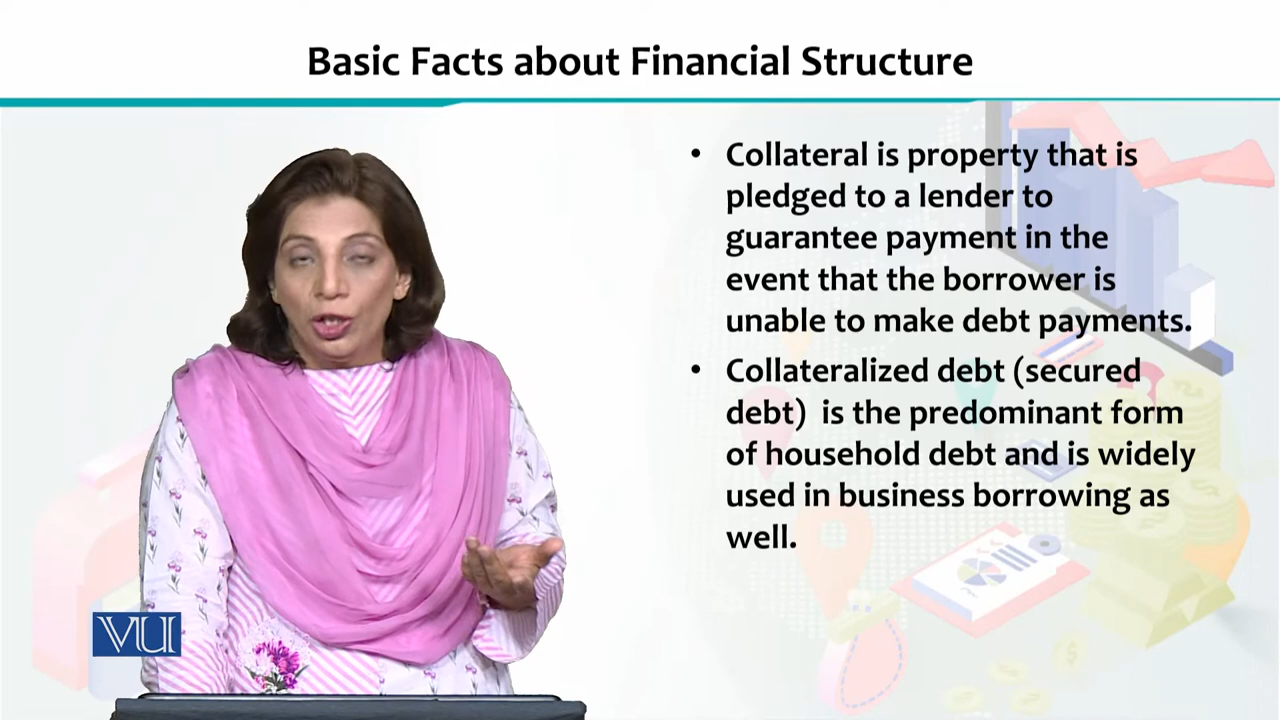 Basic Facts about Financial Structure
• Collateral is property that is
pledged to a lender to
guarantee payment in the
event that the borrower is
unable to make debt payments.
• Collateralized debt (secured
debt)  is the predominant form
of household debt and is widely
used in business borrowing as
well.
VU